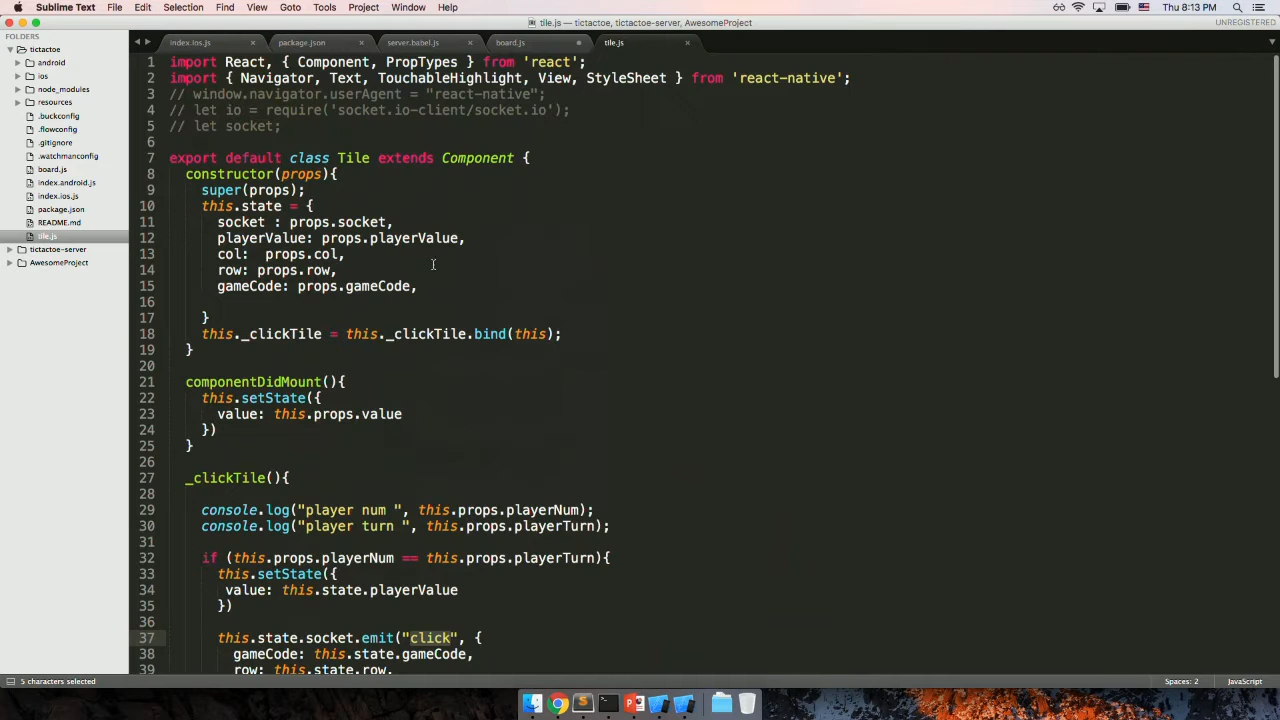 Sublime Text File Edit Selection Find View Goto Tools Project Window Help Thu 8:13 PM
tile.js — tictactoe, tictactoe-server, AwesomeProject UNREGISTERED
FOLDERS
tictactoe
android
ios
node_modules
resources
.buckconfig
.flowconfig
.gitignore
.watchmanconfig
board.js
index.android.js
index.ios.js
package.json
README.md
tile.js
tictactoe-server
AwesomeProject
index.ios.js package.json server.babel.js board.js tile.js
1 import React, { Component, PropTypes } from 'react';
2 import { Navigator, Text, TouchableHighlight, View, StyleSheet } from 'react-native';
3 // window.navigator.userAgent = "react-native";
4 // let io = require('socket.io-client/socket.io');
5 // let socket;
6
7 export default class Tile extends Component {
8 constructor(props){
9 super(props);
10 this.state = {
11 socket : props.socket,
12 playerValue: props.playerValue,
13 col:  props.col,
14 row: props.row,
15 gameCode: props.gameCode,
16
17 }
18 this._clickTile = this._clickTile.bind(this);
19 }
20
21 componentDidMount(){
22 this.setState({
23 value: this.props.value
24 })
25 }
26
27 _clickTile(){
28
29 console.log("player num ", this.props.playerNum);
30 console.log("player turn ", this.props.playerTurn);
31
32 if (this.props.playerNum == this.props.playerTurn){
33 this.setState({
34 value: this.state.playerValue
35 })
36
37 this.state.socket.emit("click", {
38 gameCode: this.state.gameCode,
39 row: this.state.row,
5 characters selected Spaces: 2 JavaScript